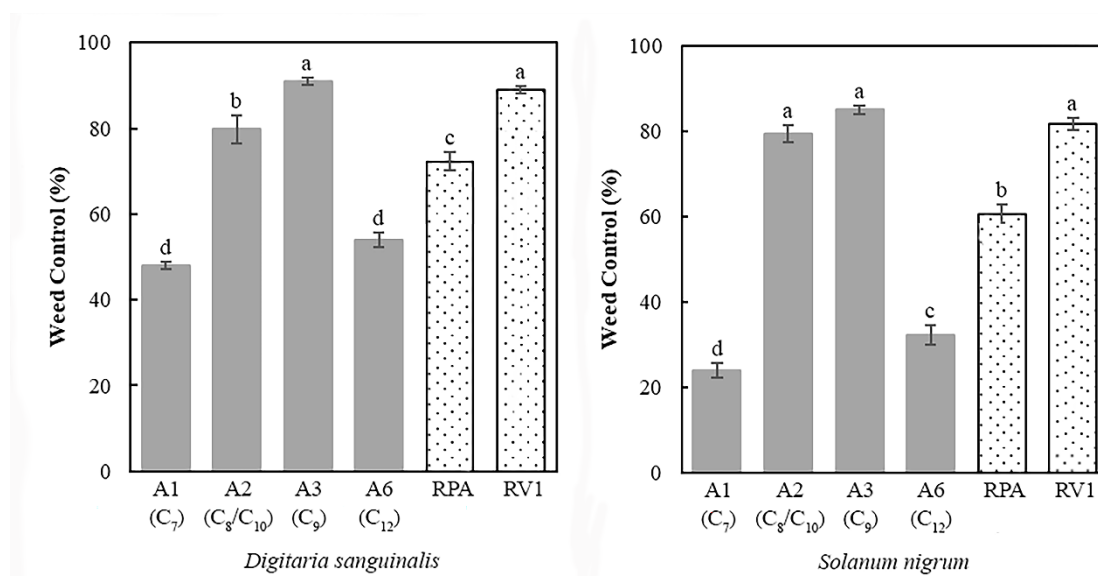 Weed Control (%)
100
80
60
40
20
0
d
b
a
d
c
a
A1 A2 A3 A6 RPA RV1
(C₇) (C₈/C₁₀) (C₉) (C₁₂)
Digitaria sanguinalis
Weed Control (%)
100
80
60
40
20
0
d
a
a
c
b
a
A1 A2 A3 A6 RPA RV1
(C₇) (C₈/C₁₀) (C₉) (C₁₂)
Solanum nigrum